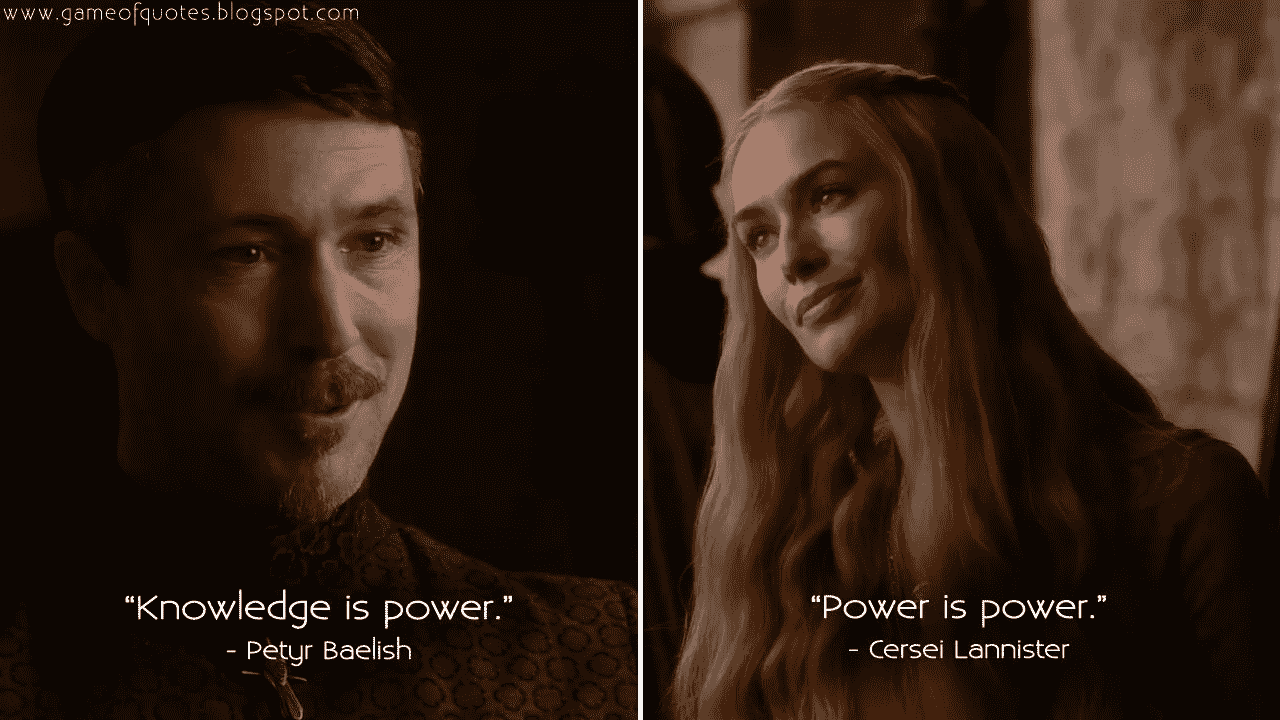 www.gameofquotes.blogspot.com
“Knowledge is power.”
- Petyr Baelish
“Power is power.”
- Cersei Lannister